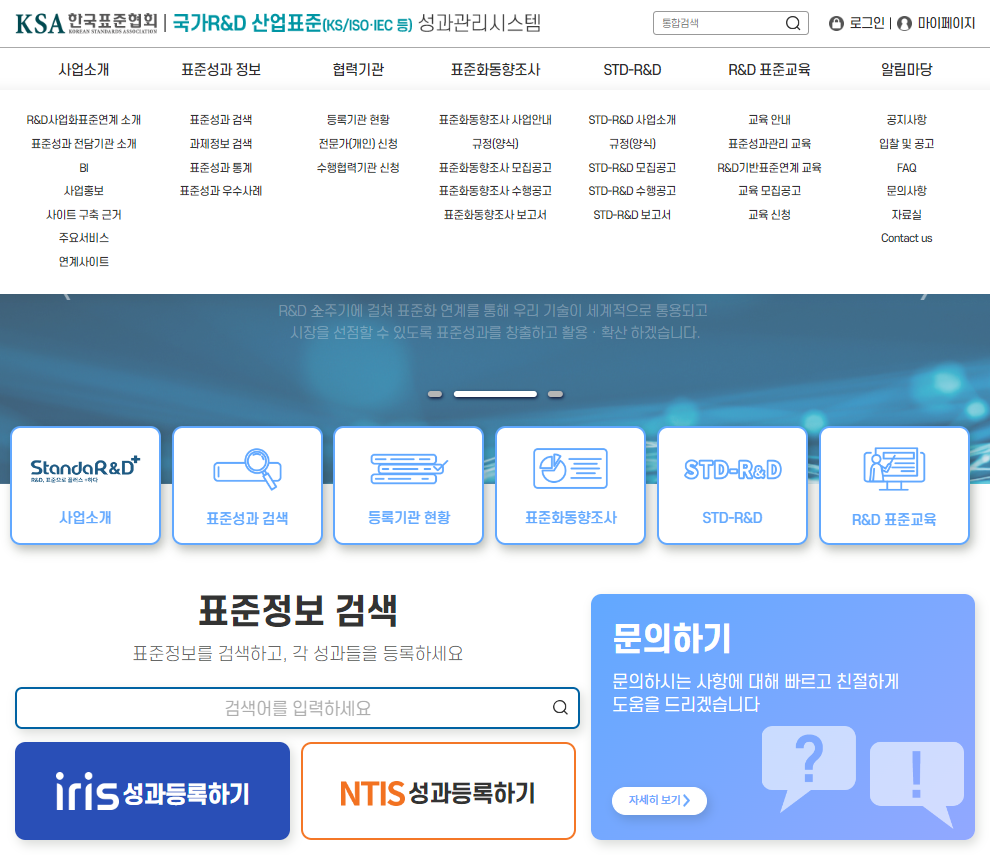 KSA 한국표준협회 KOREAN STANDARDS ASSOCIATION | 국가R&D 산업표준(KS/ISO·IEC 등) 성과관리시스템
통합검색
로그인 | 마이페이지
사업소개 표준성과 정보 협력기관 표준화동향조사 STD-R&D R&D 표준교육 알림마당
R&D사업화표준연계 소개 표준성과 검색 등록기관 현황 표준화동향조사 사업안내 STD-R&D 사업소개 교육 안내 공지사항
표준성과 전담기관 소개 과제정보 검색 전문가(개인) 신청 규정(양식) 규정(양식) 표준성과관리 교육 입찰 및 공고
BI 표준성과 통계 수행협력기관 신청 표준화동향조사 모집공고 STD-R&D 모집공고 R&D기반표준연계 교육 FAQ
사업홍보 표준성과 우수사례 표준화동향조사 수행공고 STD-R&D 수행공고 교육 모집공고 문의사항
사이트 구축 근거 표준화동향조사 보고서 STD-R&D 보고서 교육 신청 자료실
주요서비스 Contact us
연계사이트
R&D 全주기에 걸쳐 표준화 연계를 통해 우리 기술이 세계적으로 통용되고
시장을 선점할 수 있도록 표준성과를 창출하고 활용ㆍ확산 하겠습니다.
StandaR&D+
R&D, 표준으로 플러스 +하다
STD-R&D
사업소개 표준성과 검색 등록기관 현황 표준화동향조사 STD-R&D R&D 표준교육
표준정보 검색
표준정보를 검색하고, 각 성과들을 등록하세요
검색어를 입력하세요
iris 성과등록하기
NTIS 성과등록하기
문의하기
문의하시는 사항에 대해 빠르고 친절하게
도움을 드리겠습니다
? !
자세히 보기